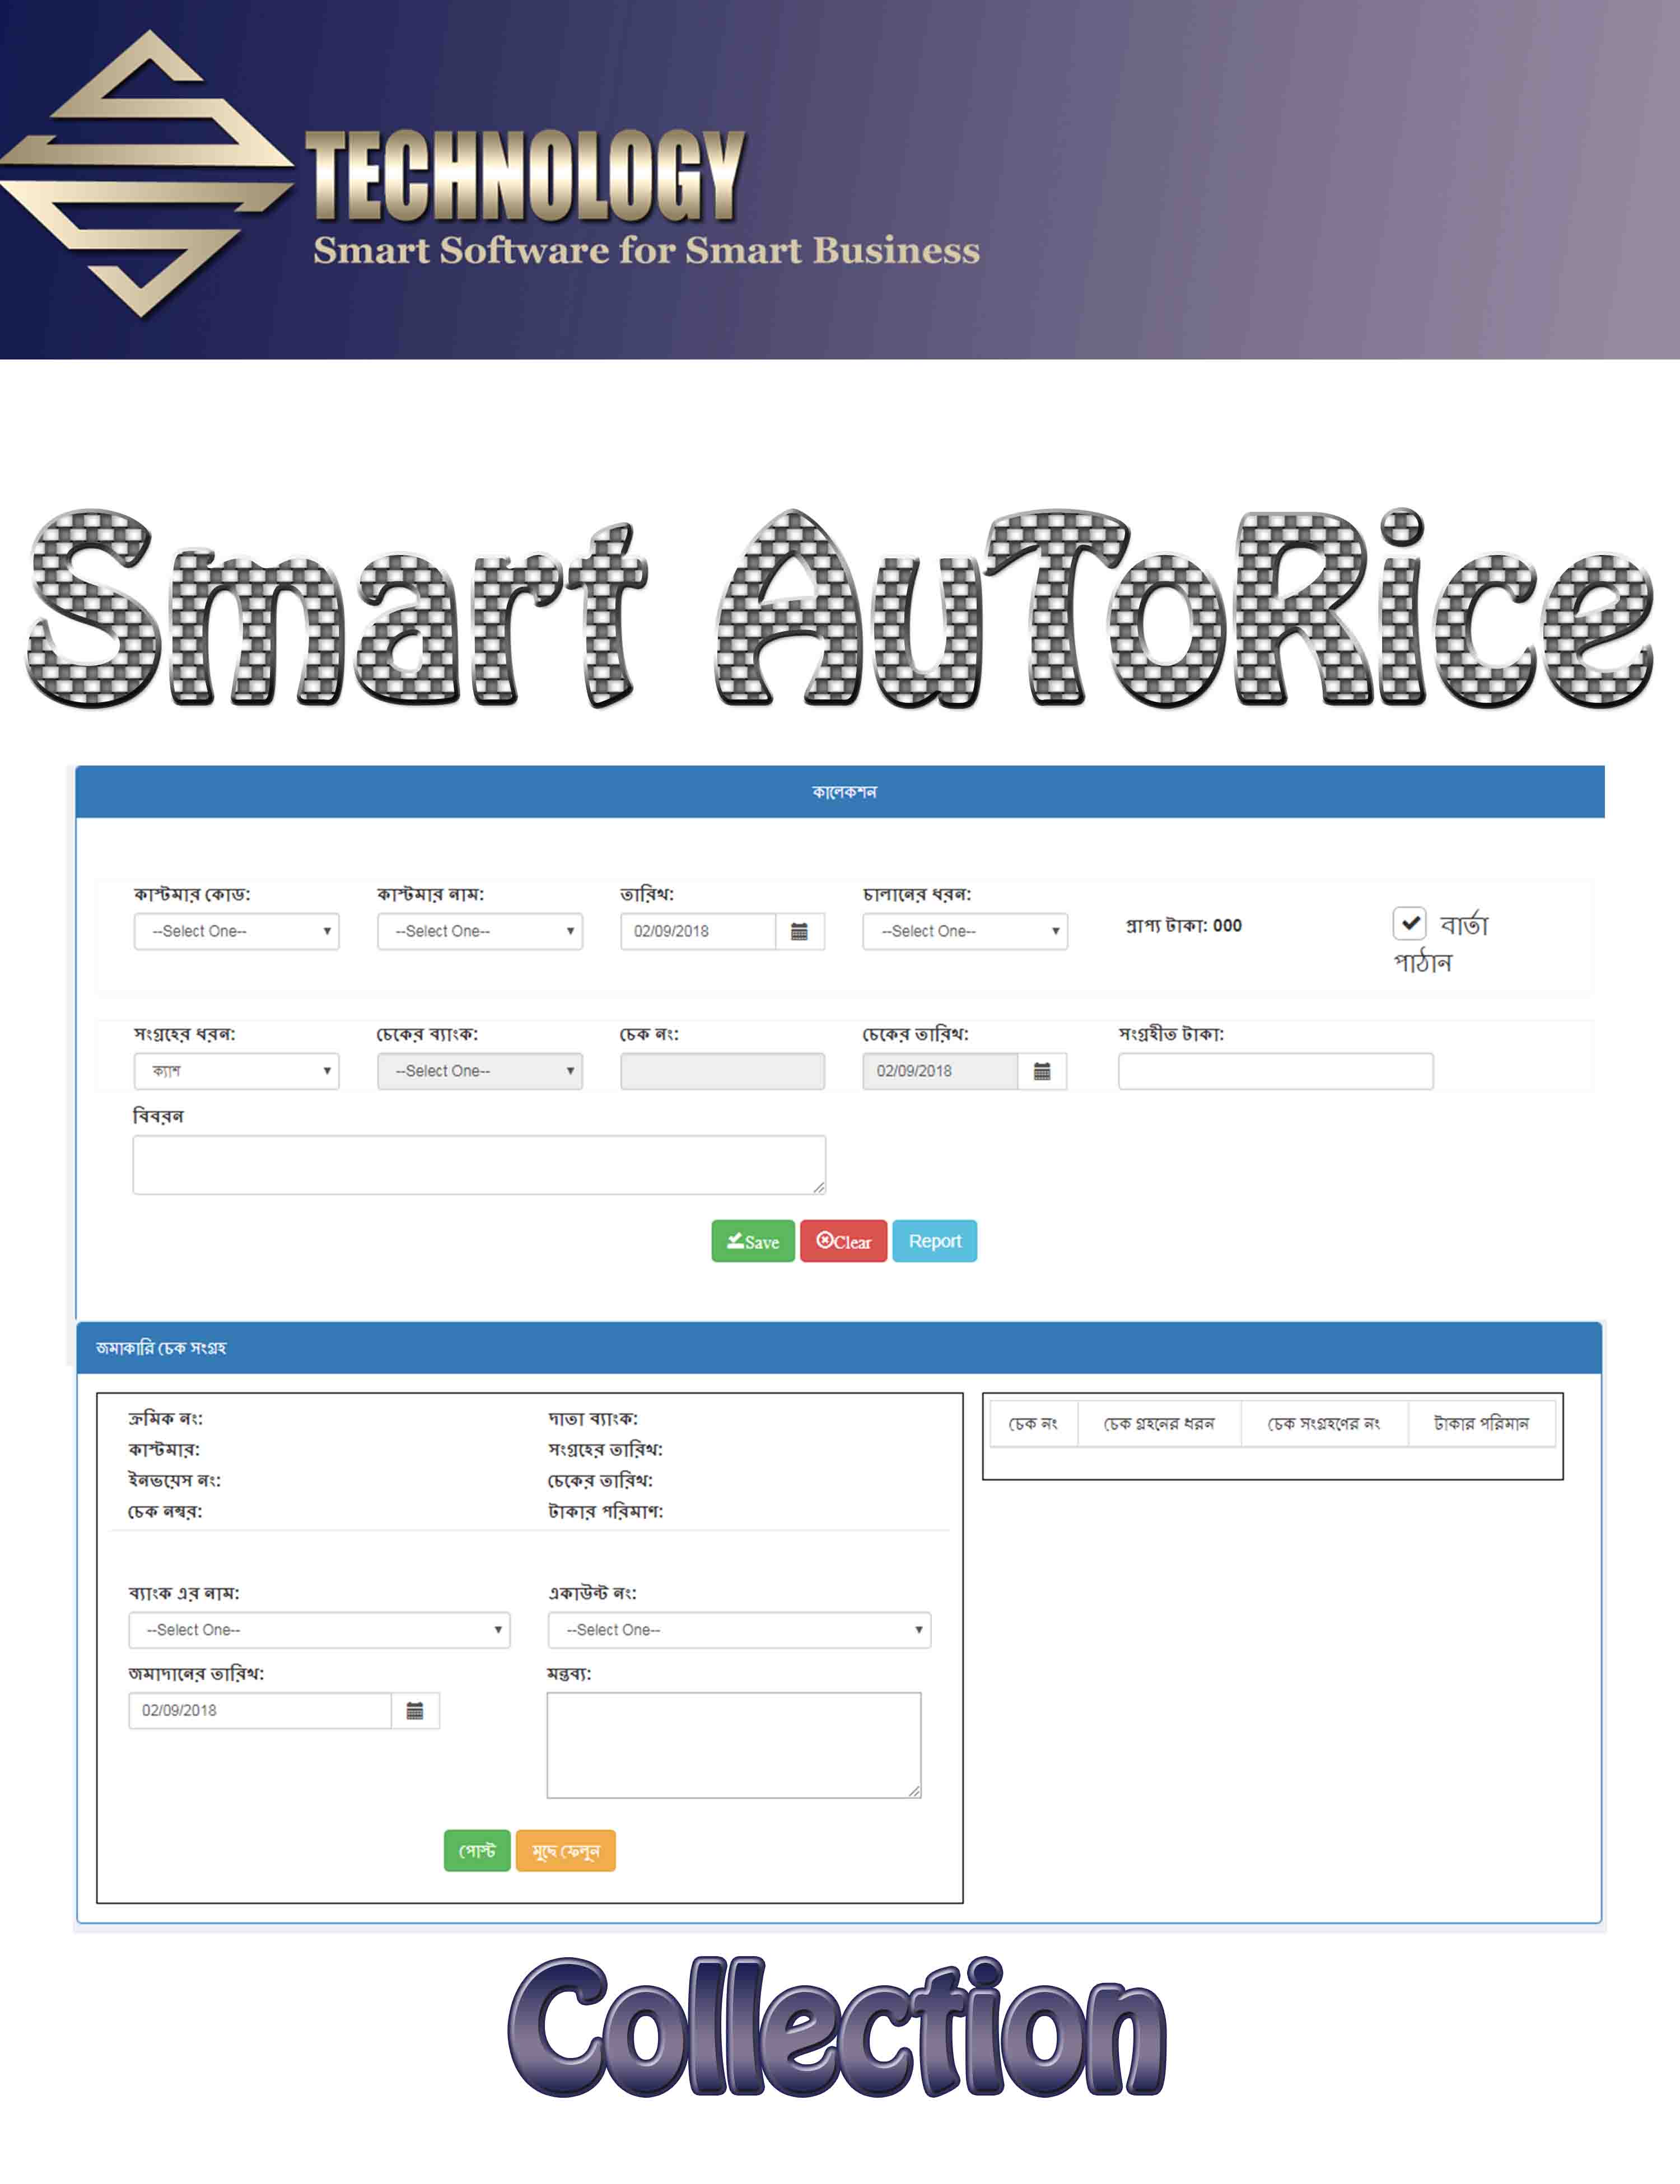 TECHNOLOGY
Smart Software for Smart Business
Smart AuToRice
কালেকশন
কাস্টমার কোড: কাস্টমার নাম: তারিখ: চালানের ধরন:
--Select One-- --Select One-- 02/09/2018 --Select One-- প্রাপ্য টাকা: 000 বার্তা
পাঠান
সংগ্রহের ধরন: চেকের ব্যাংক: চেক নং: চেকের তারিখ: সংগ্রহীত টাকা:
ক্যাশ --Select One-- 02/09/2018
বিবরন
Save Clear Report
জমাকারি চেক সংগ্রহ
ক্রমিক নং: দাতা ব্যাংক:
কাস্টমার: সংগ্রহের তারিখ:
ইনভয়েস নং: চেকের তারিখ:
চেক নম্বর: টাকার পরিমাণ:
চেক নং চেক গ্রহনের ধরন চেক সংগ্রহণের নং টাকার পরিমান
ব্যাংক এর নাম: একাউন্ট নং:
--Select One-- --Select One--
জমাদানের তারিখ: মন্তব্য:
02/09/2018
পোস্ট মুছে ফেলুন
Collection